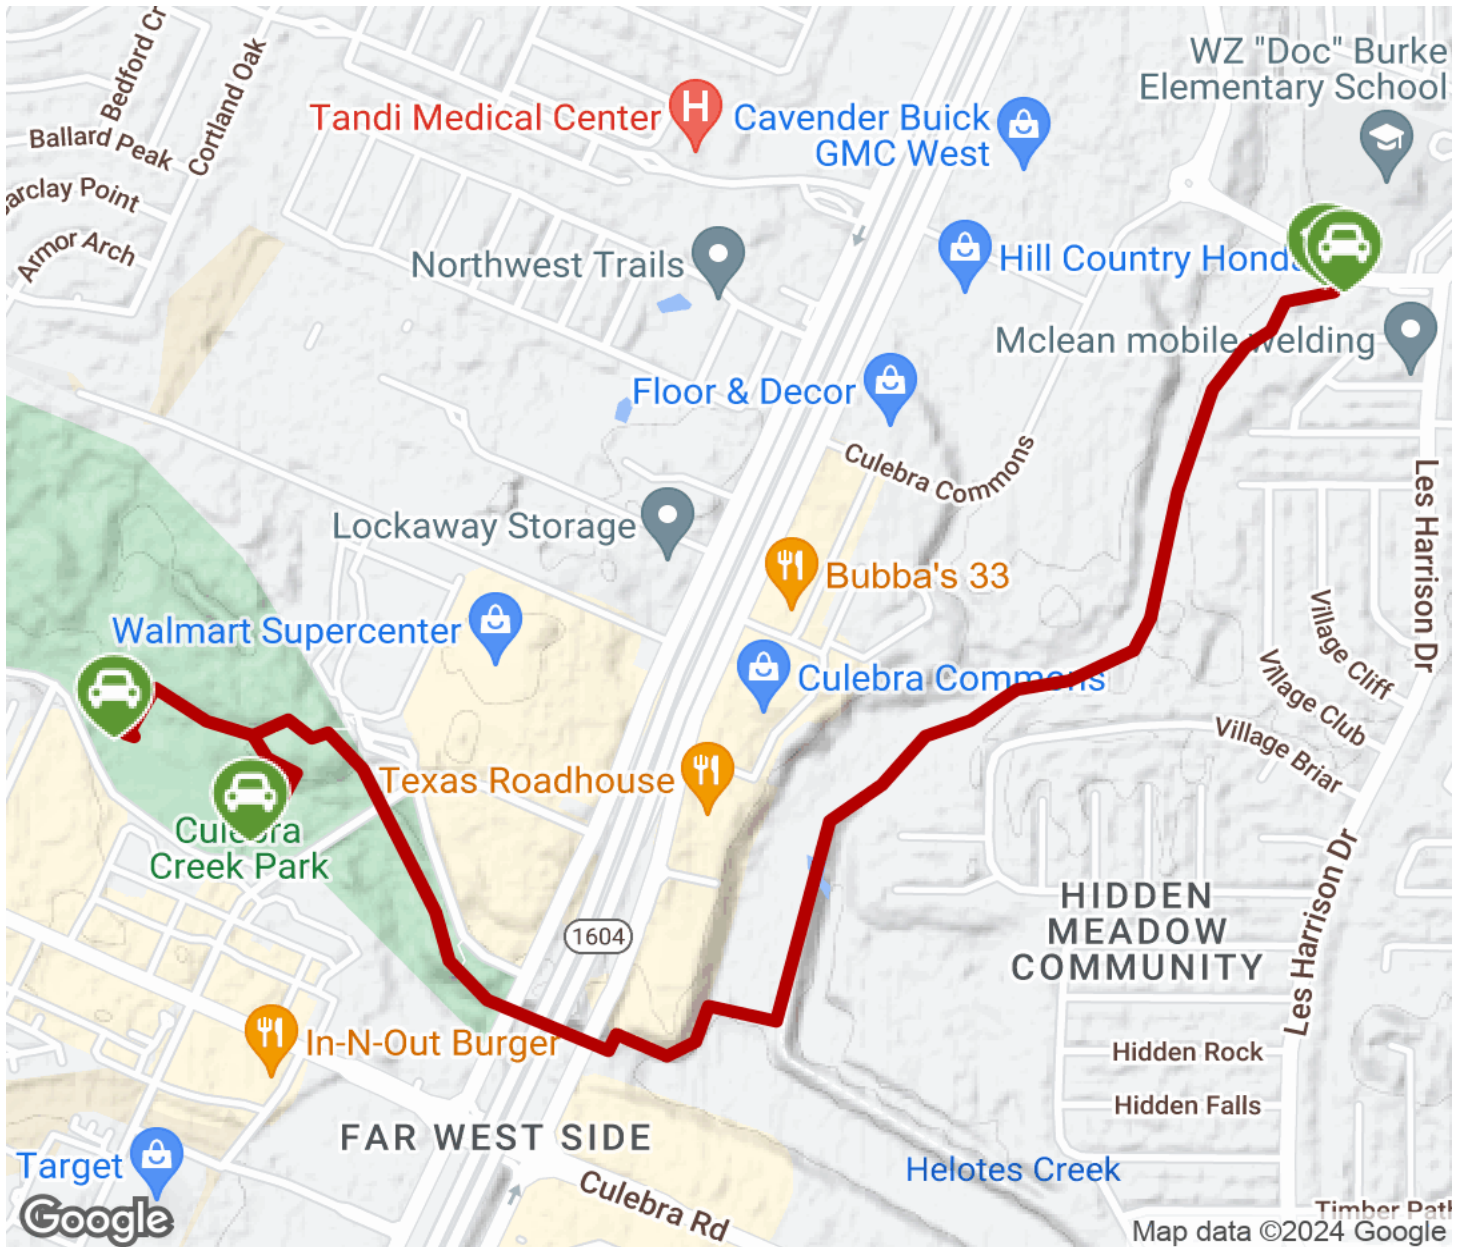 Bedford Cr
Cortland Oak
Ballard Peak
arclay Point
Armor Arch
WZ "Doc" Burke
Elementary School
Tandi Medical Center
H
Cavender Buick
GMC West
Northwest Trails
Hill Country Honda
Mclean mobile welding
Floor & Decor
Culebra Commons
Les Harrison Dr
Lockaway Storage
Bubba's 33
Walmart Supercenter
Village Cliff
Village Club
Village Briar
Culebra Commons
Texas Roadhouse
Culebra
Creek Park
Les Harrison Dr
HIDDEN
MEADOW
COMMUNITY
1604
In-N-Out Burger
Hidden Rock
Hidden Falls
FAR WEST SIDE
Target
Helotes Creek
Culebra Rd
Timber Path
Google
Map data ©2024 Google